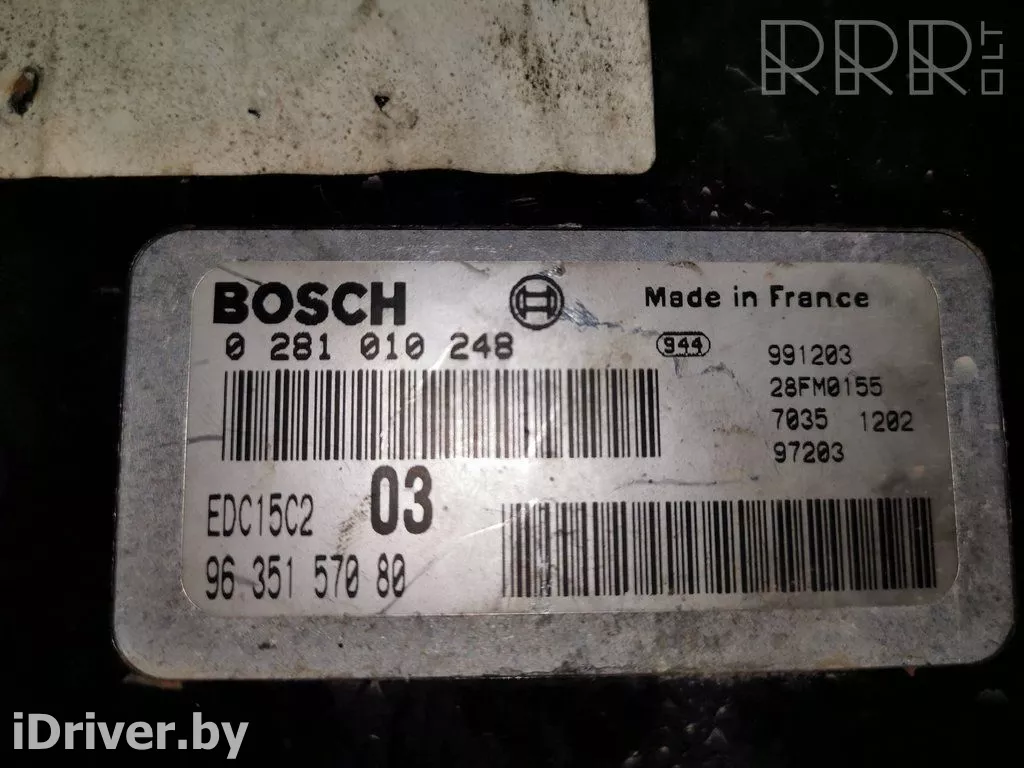 RRR.LT
BOSCH
Made in France
0 281 010 248
944
991203
28FM0155
7035 1202
97203
EDC15C2
03
96 351 570 80
iDriver.by